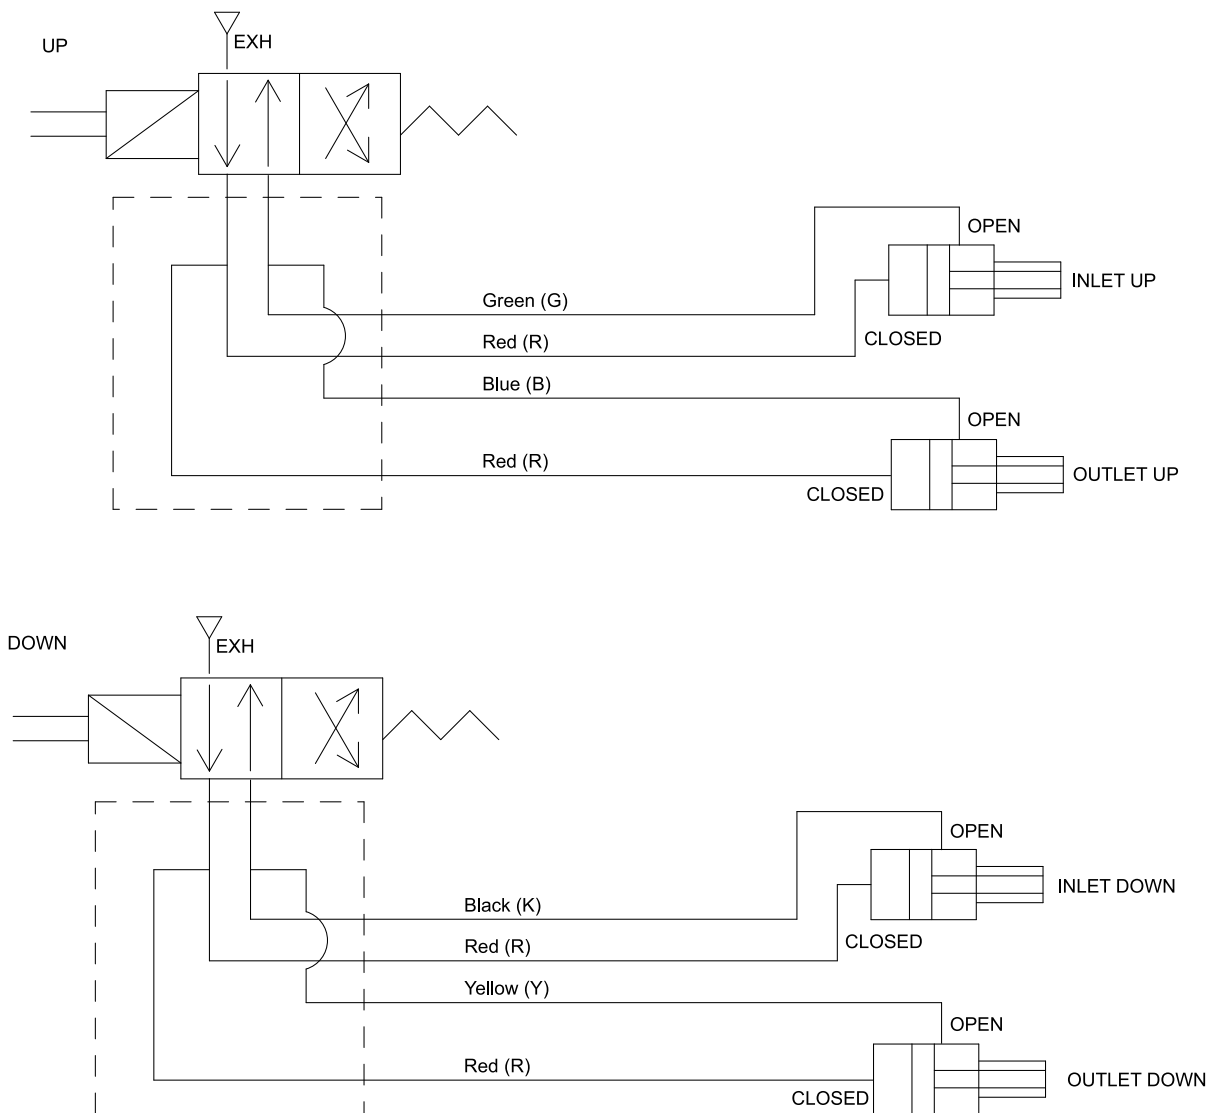 UP
EXH
OPEN
INLET UP
Green (G)
Red (R)
CLOSED
Blue (B)
OPEN
Red (R)
OUTLET UP
CLOSED
DOWN
EXH
OPEN
INLET DOWN
Black (K)
Red (R)
CLOSED
Yellow (Y)
OPEN
Red (R)
OUTLET DOWN
CLOSED